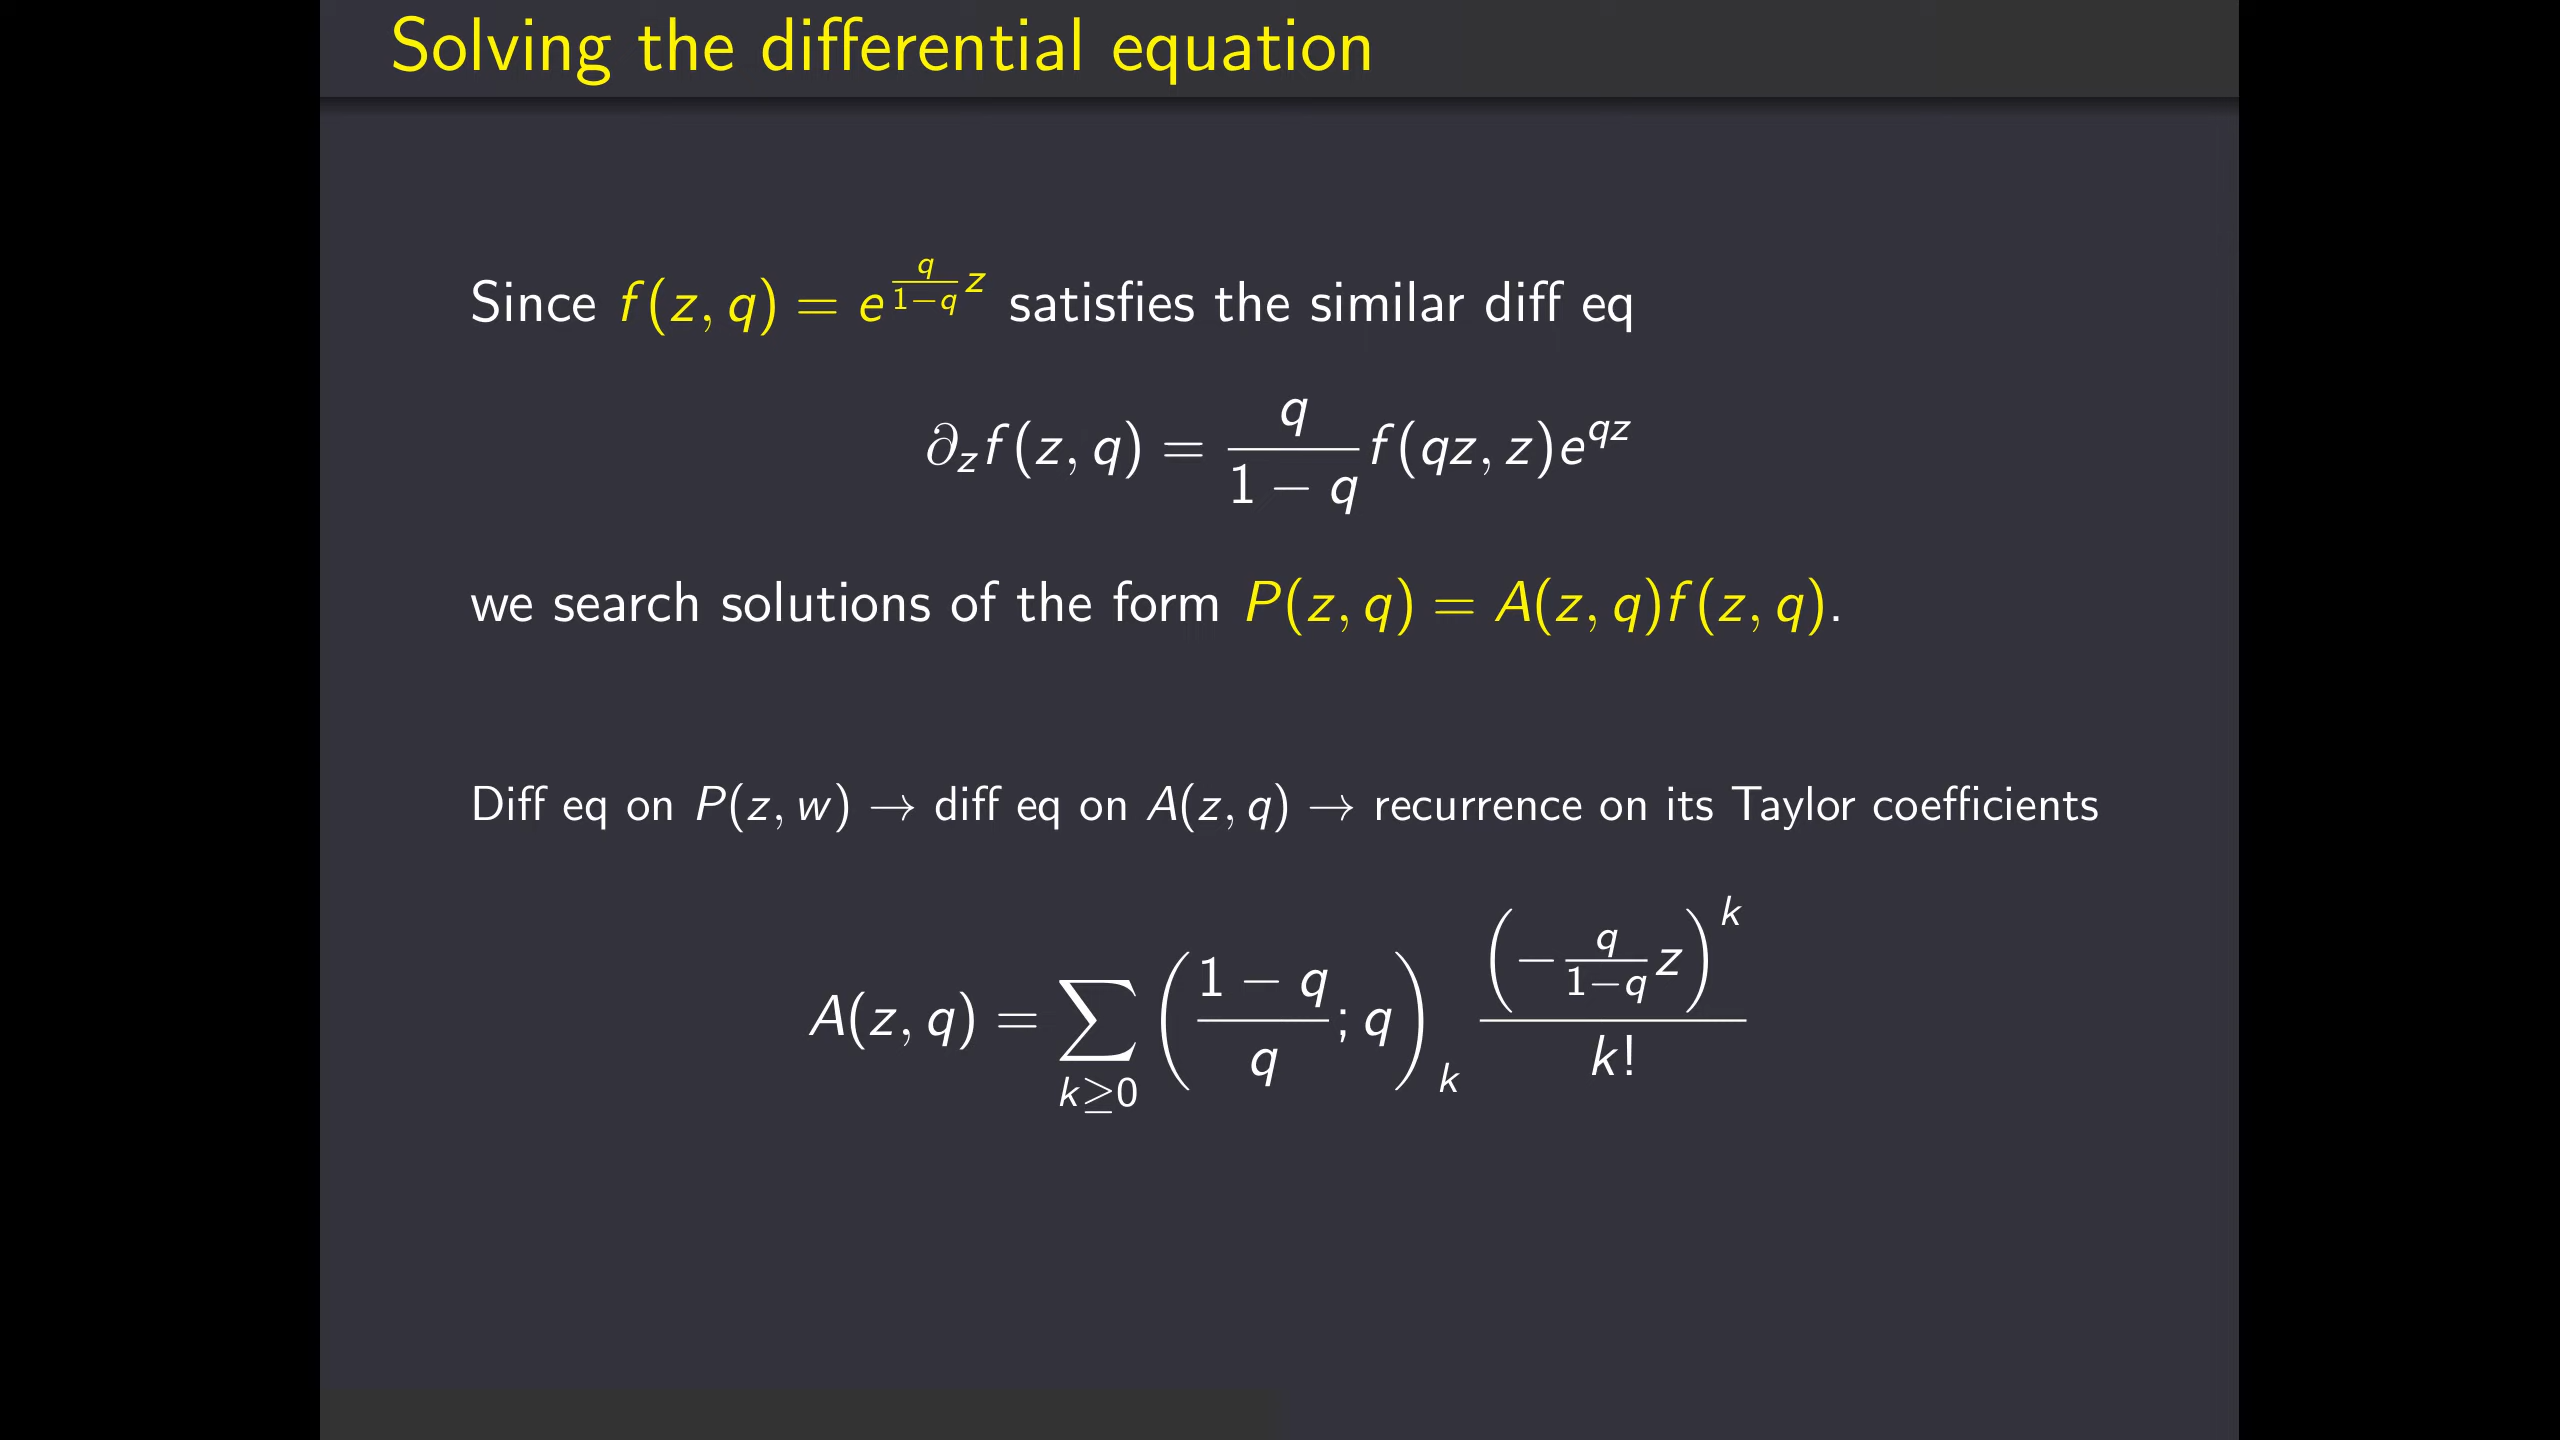 Solving the differential equation
Since $f(z, q) = e^{\frac{q}{1-q}z}$ satisfies the similar diff eq
$\partial_z f(z, q) = \frac{q}{1-q} f(qz, z)e^{qz}$
we search solutions of the form $P(z, q) = A(z, q)f(z, q)$.
Diff eq on $P(z, w)$ → diff eq on $A(z, q)$ → recurrence on its Taylor coefficients
$A(z, q) = \sum_{k \geq 0} \left(\frac{1-q}{q}; q\right)_k \frac{\left(-\frac{q}{1-q}z\right)^k}{k!}$